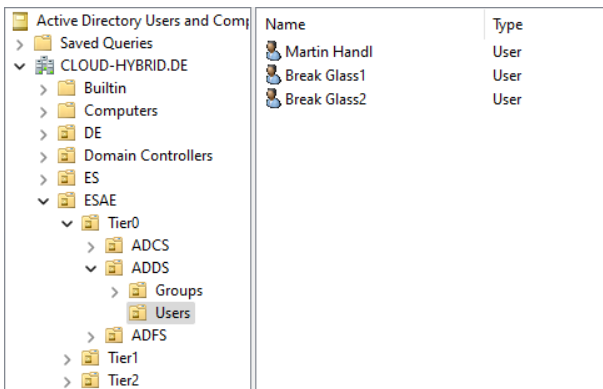 Active Directory Users and Comp
Saved Queries
CLOUD-HYBRID.DE
Builtin
Computers
DE
Domain Controllers
ES
ESAE
Tier0
ADCS
ADDS
Groups
Users
ADFS
Tier1
Tier2
Name Type
Martin Handl User
Break Glass1 User
Break Glass2 User